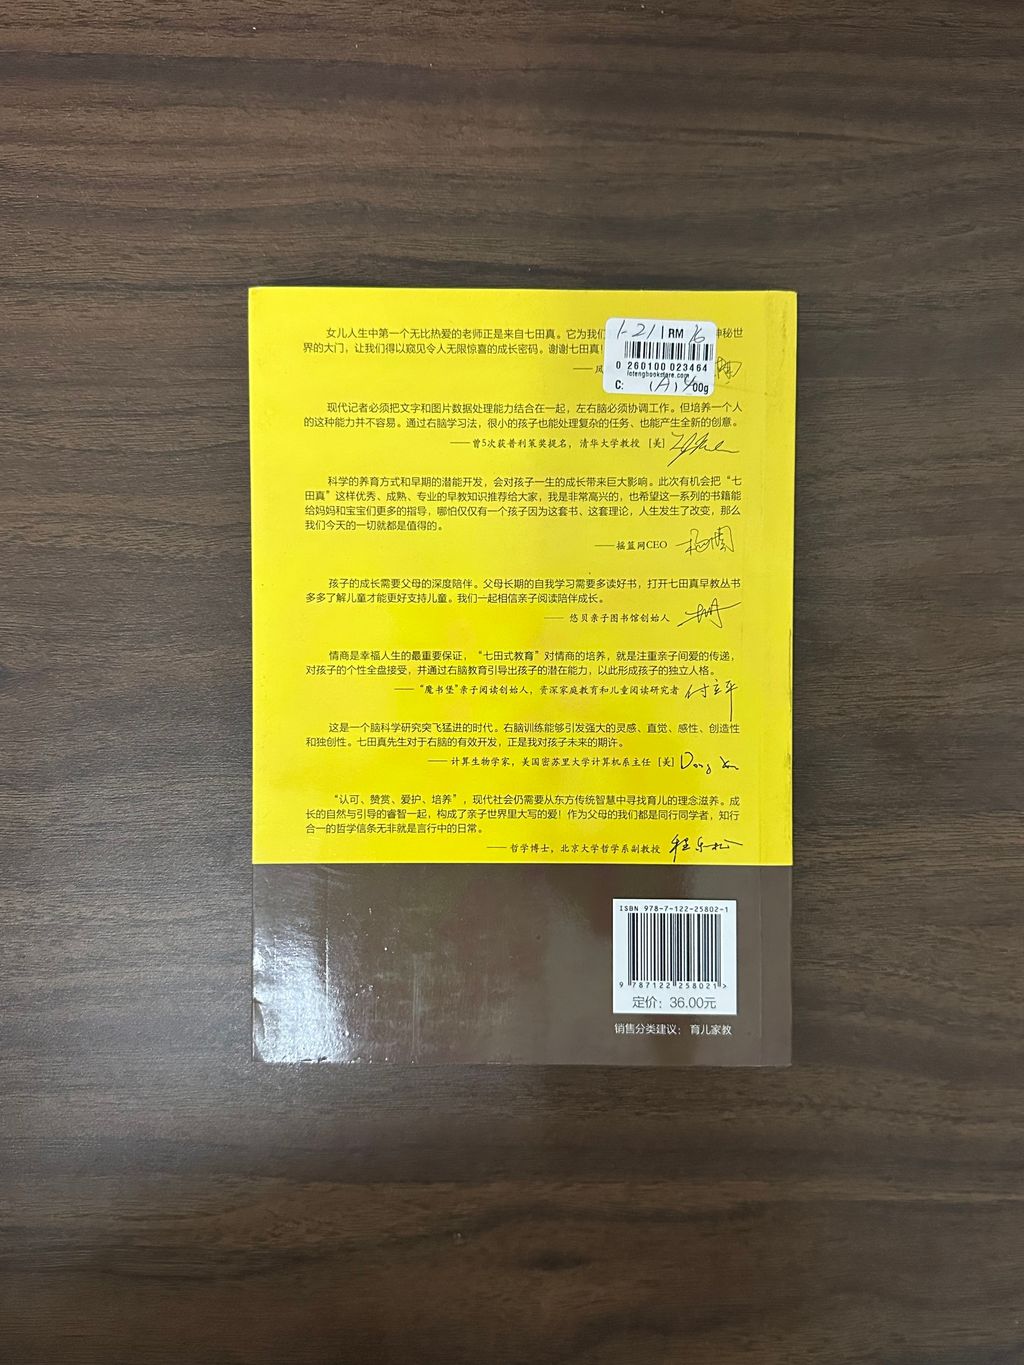 女儿人生中第一个无比热爱的老师正是来自七田真。它为我们 神秘世
界的大门，让我们得以窥见令人无限惊喜的成长密码。谢谢七田真！
——凤
1-21 | RM 16
0 260100 023464
lotengbookstore.com
C: (A) 00g
现代记者必须把文字和图片数据处理能力结合在一起，左右脑必须协调工作。但培养一个人
的这种能力并不容易。通过右脑学习法，很小的孩子也能处理复杂的任务、也能产生全新的创意。
——曾5次获普利策奖提名，清华大学教授 [美]
科学的养育方式和早期的潜能开发，会对孩子一生的成长带来巨大影响。此次有机会把“七
田真”这样优秀、成熟、专业的早教知识推荐给大家，我是非常高兴的，也希望这一系列的书籍能
给妈妈和宝宝们更多的指导，哪怕仅仅有一个孩子因为这套书、这套理论，人生发生了改变，那么
我们今天的一切就都是值得的。
——摇篮网CEO
孩子的成长需要父母的深度陪伴。父母长期的自我学习需要多读好书，打开七田真早教丛书
多多了解儿童才能更好支持儿童。我们一起相信亲子阅读陪伴成长。
——悠贝亲子图书馆创始人
情商是幸福人生的最重要保证，“七田式教育”对情商的培养，就是注重亲子间爱的传递，
对孩子的个性全盘接受，并通过右脑教育引导出孩子的潜在能力，以此形成孩子的独立人格。
——“魔书堡”亲子阅读创始人，资深家庭教育和儿童阅读研究者 付立平
这是一个脑科学研究突飞猛进的时代。右脑训练能够引发强大的灵感、直觉、感性、创造性
和独创性。七田真先生对于右脑的有效开发，正是我对孩子未来的期许。
——计算生物学家，美国密苏里大学计算机系主任 [美] Dong Xu
“认可、赞赏、爱护、培养”，现代社会仍需要从东方传统智慧中寻找育儿的理念滋养。成
长的自然与引导的睿智一起，构成了亲子世界里大写的爱！作为父母的我们都是同行同学者，知行
合一的哲学信条无非就是言行中的日常。
——哲学博士，北京大学哲学系副教授 程乐松
ISBN 978-7-122-25802-1
9 787122 258021 >
定价：36.00元
销售分类建议：育儿家教